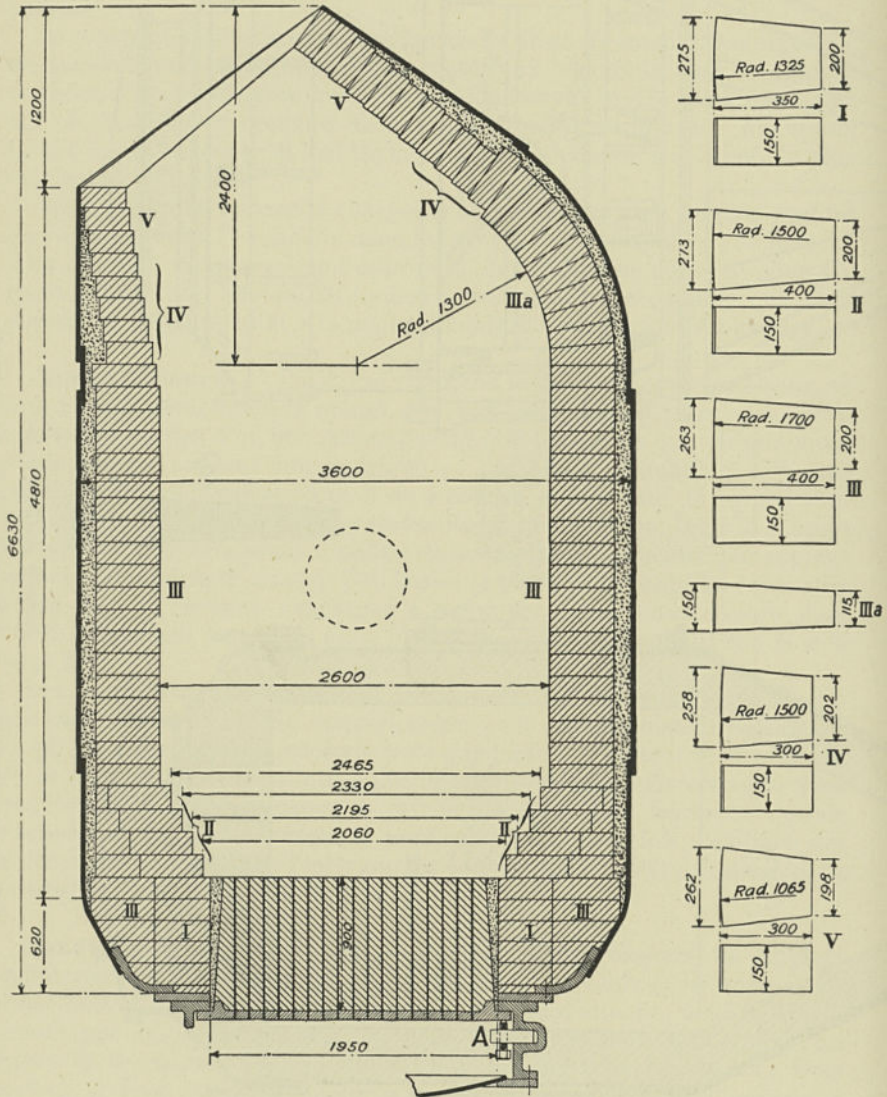 1200
2400
6630
4810
620
V
IV
V
IV
Rad. 1300
IIIa
3600
III
III
2600
2465
2330
2195
2060
II
II
III
I
900
I
III
A
1950
275
Rad. 1325
200
350
I
150
273
Rad. 1500
200
400
II
150
263
Rad. 1700
200
400
III
150
150
115
IIIa
258
Rad. 1500
202
300
IV
150
262
Rad. 1065
198
300
V
150